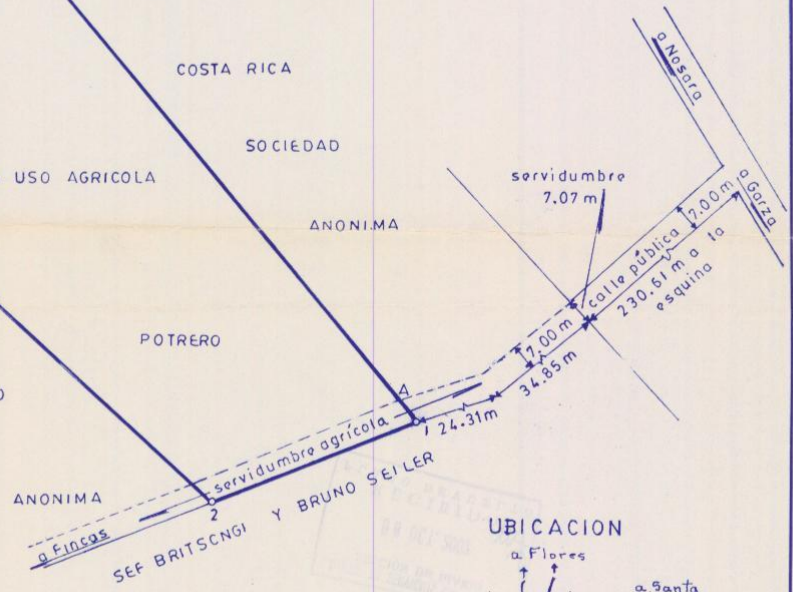 COSTA RICA
SOCIEDAD
ANONIMA
USO AGRICOLA
POTRERO
ANONIMA
a Nosara
a Garza
servidumbre
7.07 m
7.00 m
calle pública
230.61 m a la
esquina
7.00 m
34.85 m
24.31m
A
1
2
servidumbre agrícola
a Fincas
SEF BRITSCNGI Y BRUNO SEILER
UBICACION
a Flores
a Santa